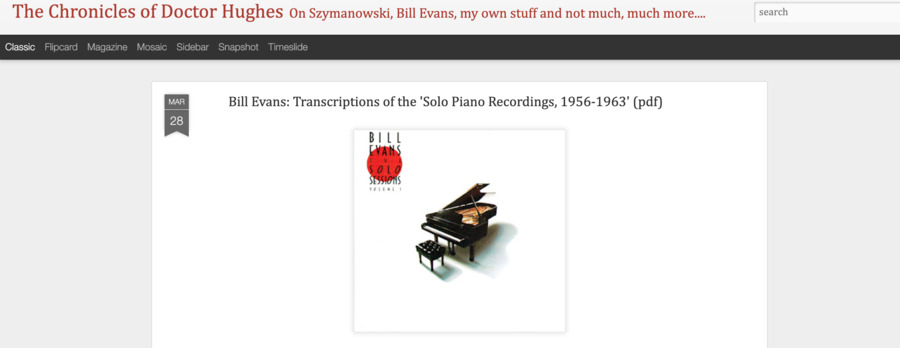 The Chronicles of Doctor Hughes On Szymanowski, Bill Evans, my own stuff and not much, much more....
search
Classic Flipcard Magazine Mosaic Sidebar Snapshot Timeslide
MAR
28
Bill Evans: Transcriptions of the 'Solo Piano Recordings, 1956-1963' (pdf)
BILL
EVANS
THE
SOLO
SESSIONS
VOLUME 1